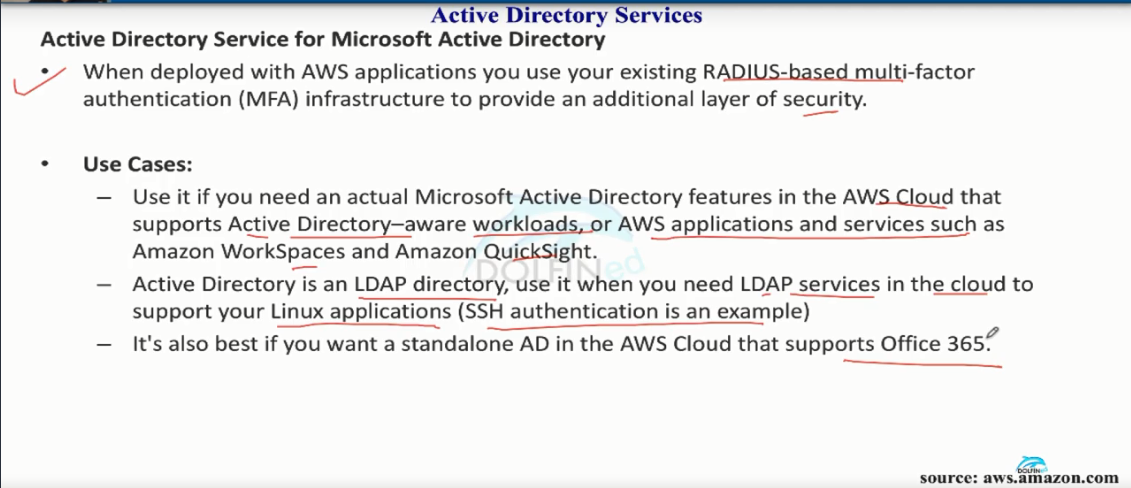 Active Directory Services
Active Directory Service for Microsoft Active Directory
• When deployed with AWS applications you use your existing RADIUS-based multi-factor
authentication (MFA) infrastructure to provide an additional layer of security.
• Use Cases:
– Use it if you need an actual Microsoft Active Directory features in the AWS Cloud that
supports Active Directory–aware workloads, or AWS applications and services such as
Amazon WorkSpaces and Amazon QuickSight.
– Active Directory is an LDAP directory, use it when you need LDAP services in the cloud to
support your Linux applications (SSH authentication is an example)
– It's also best if you want a standalone AD in the AWS Cloud that supports Office 365.
DOLFINed
DOLFINed
source: aws.amazon.com